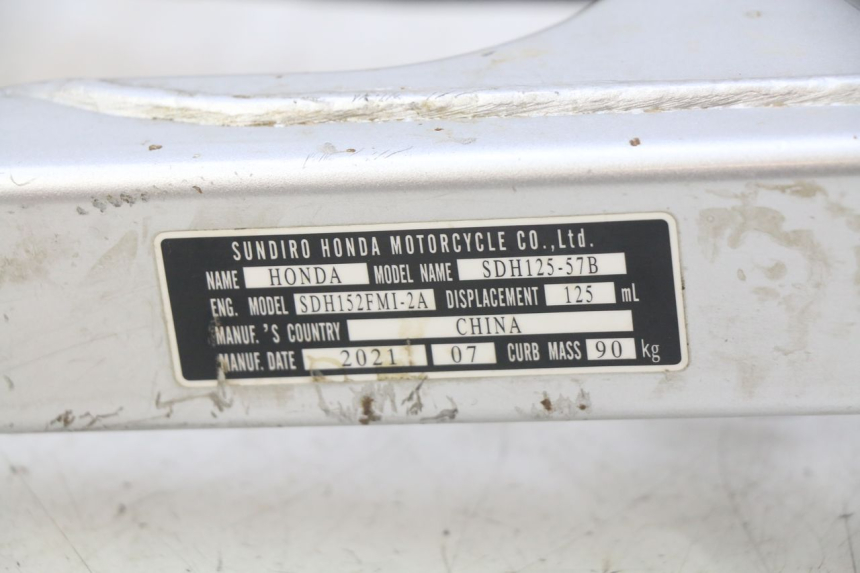 SUNDIRO HONDA MOTORCYCLE CO.,Ltd.
NAME HONDA MODEL NAME SDH125-57B
ENG. MODEL SDH152FMI-2A DISPLACEMENT 125 mL
MANUF.'S COUNTRY CHINA
MANUF. DATE 2021 07 CURB MASS 90 kg